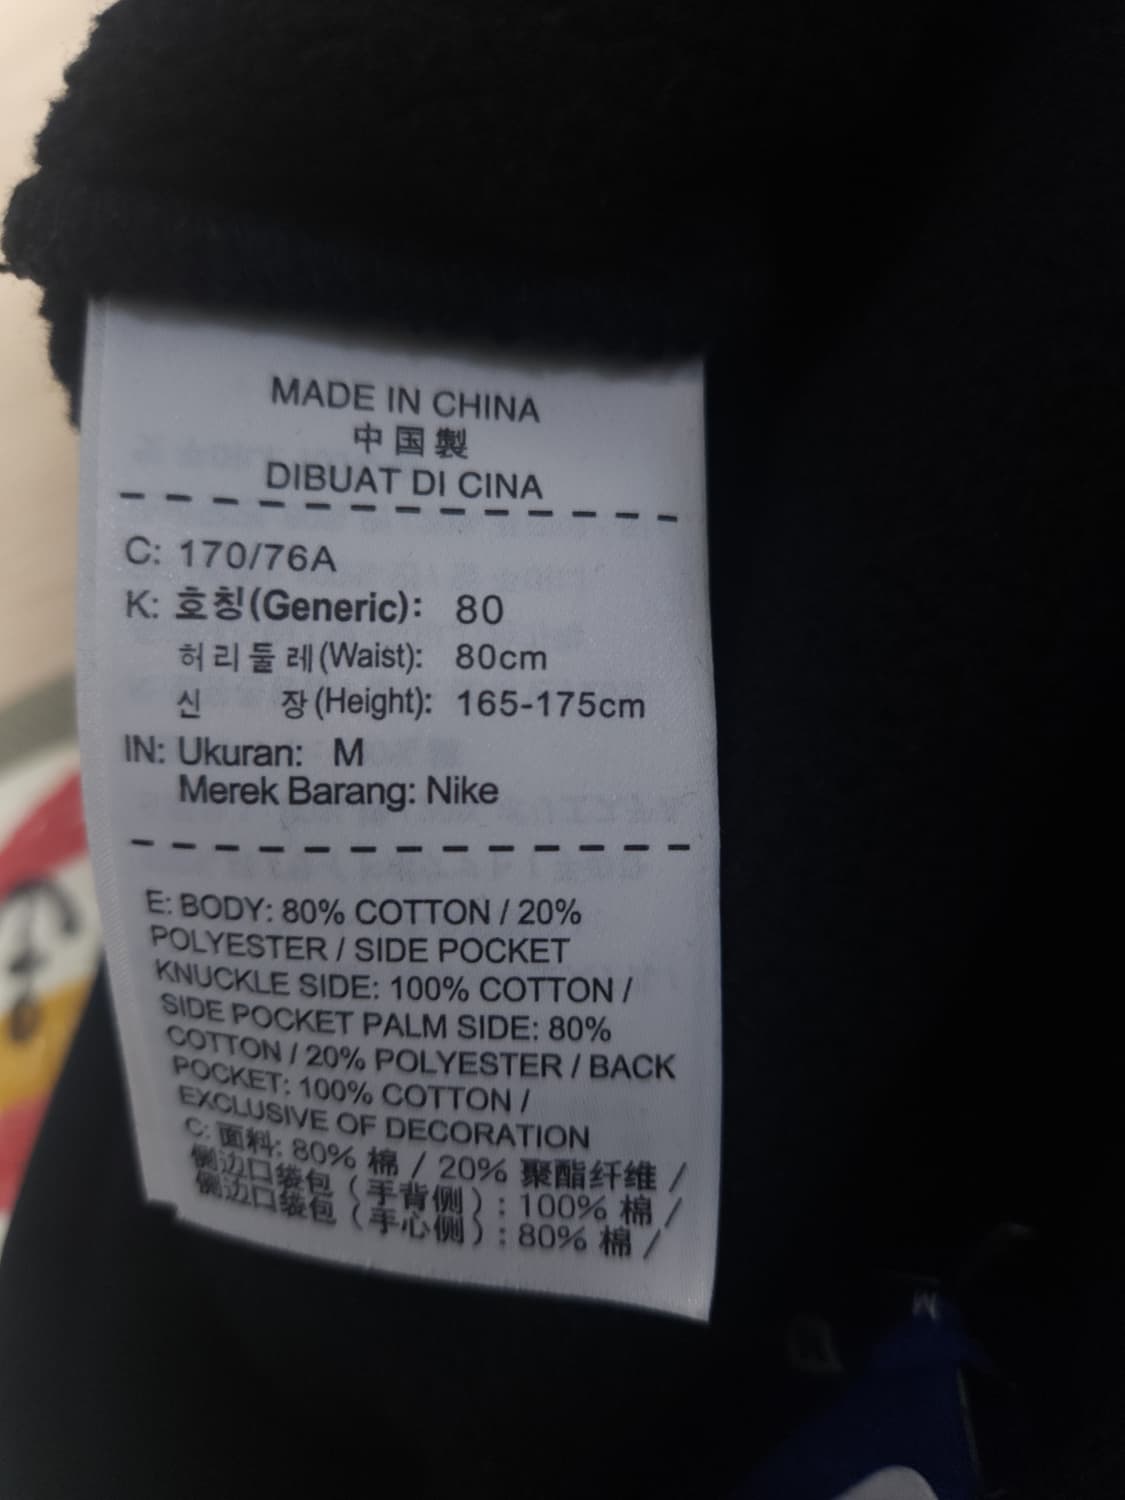 MADE IN CHINA
中国製
DIBUAT DI CINA
C: 170/76A
K: 호칭(Generic): 80
허리둘레(Waist): 80cm
신 장(Height): 165-175cm
IN: Ukuran: M
Merek Barang: Nike
E: BODY: 80% COTTON / 20%
POLYESTER / SIDE POCKET
KNUCKLE SIDE: 100% COTTON /
SIDE POCKET PALM SIDE: 80%
COTTON / 20% POLYESTER / BACK
POCKET: 100% COTTON /
EXCLUSIVE OF DECORATION
C: 面料: 80% 棉 / 20% 聚酯纤维 /
侧边口袋包（手背侧）: 100% 棉 /
侧边口袋包（手心侧）: 80% 棉 /
M